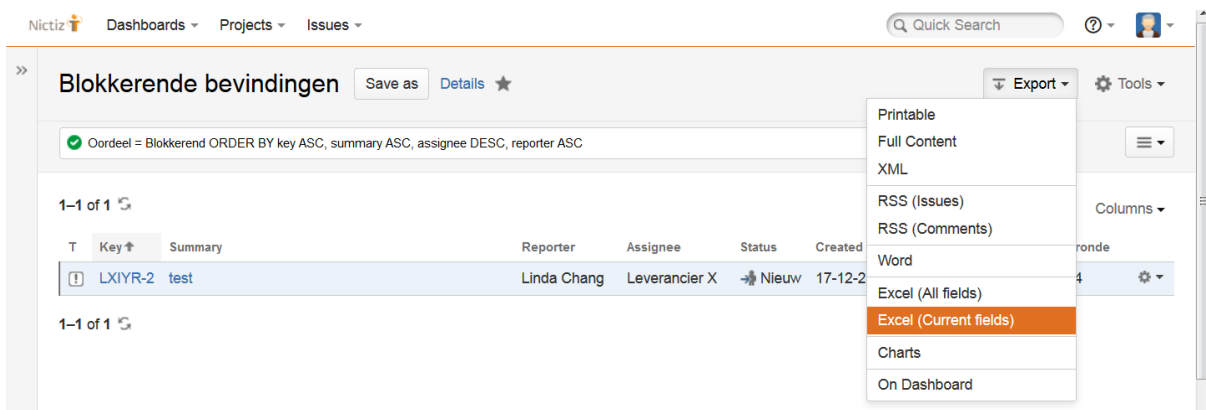 Nictiz Dashboards Projects Issues Quick Search
Blokkerende bevindingen Save as Details Export Tools
Oordeel = Blokkerend ORDER BY key ASC, summary ASC, assignee DESC, reporter ASC
Printable
Full Content
XML
RSS (Issues)
RSS (Comments)
Word
Excel (All fields)
Excel (Current fields)
Charts
On Dashboard
1–1 of 1 Columns
T Key Summary Reporter Assignee Status Created ronde
LXIYR-2 test Linda Chang Leverancier X Nieuw 17-12-2 4
1–1 of 1